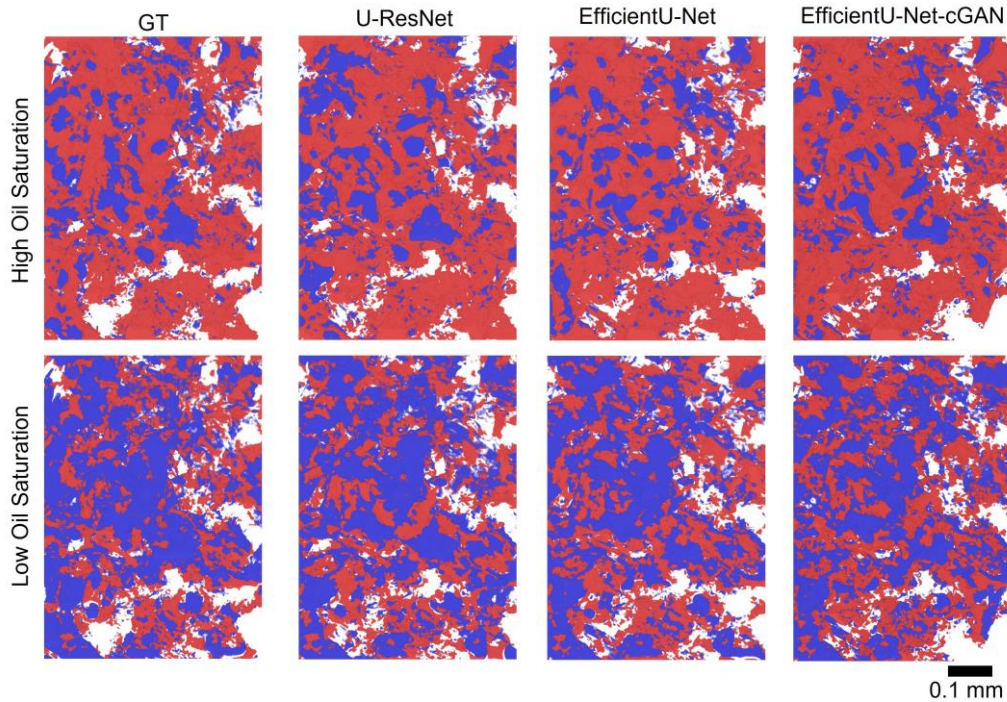 GT
U-ResNet
EfficientU-Net
EfficientU-Net-cGAN
High Oil Saturation
Low Oil Saturation
0.1 mm